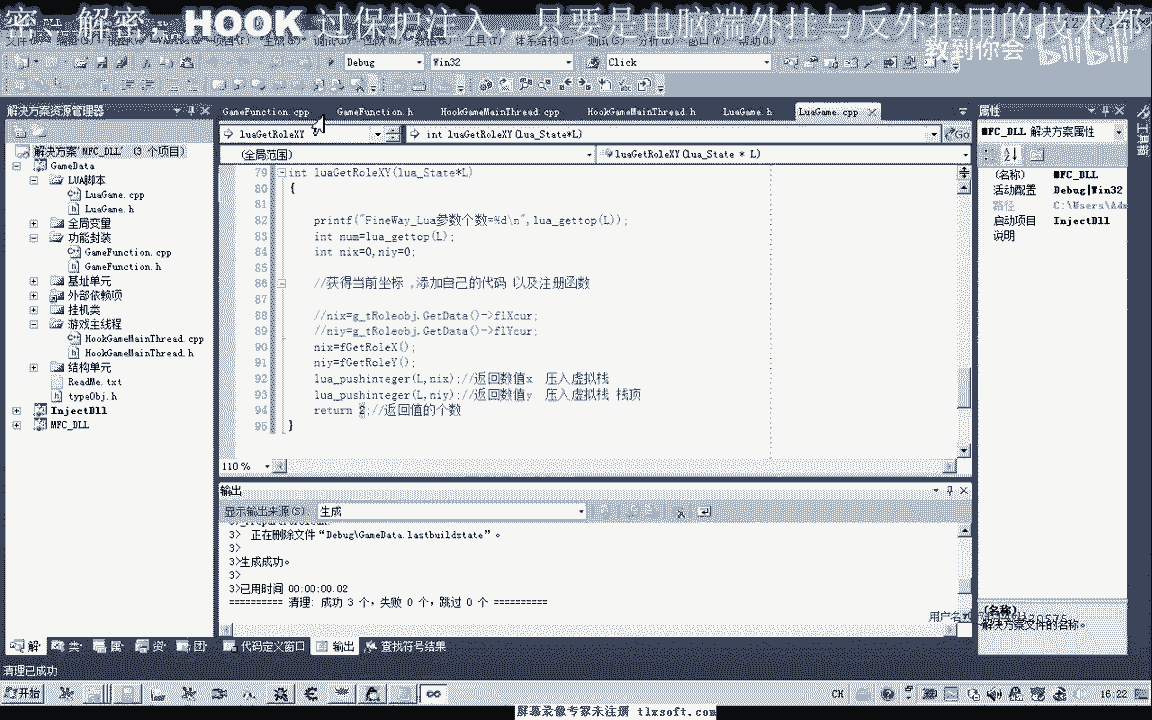 密、解密，HOOK 过保护注入，只要是电脑端外挂与反外挂用的技术都
教到你会 bilibili
Debug Win32 Click
解决方案资源管理器
解决方案'MFC_DLL' (3 个项目)
GameData
LUA脚本
LuaGame.cpp
LuaGame.h
全局变量
功能封装
GameFunction.cpp
GameFunction.h
基址单元
外部依赖项
挂机类
游戏主线程
HookGameMainThread.cpp
HookGameMainThread.h
结构单元
ReadMe.txt
typeObj.h
InjectDll
MFC_DLL
GameFunction.cpp GameFunction.h HookGameMainThread.cpp HookGameMainThread.h LuaGame.h LuaGame.cpp
luaGetRoleXY int luaGetRoleXY(lua_State*L) Go
(全局范围) luaGetRoleXY(lua_State * L)
79 int luaGetRoleXY(lua_State*L)
80 {
81
82 printf("FineWay_Lua参数个数=%d\n",lua_gettop(L));
83 int num=lua_gettop(L);
84 int nix=0,niy=0;
85
86 //获得当前坐标 ,添加自己的代码 以及注册函数
87
88 //nix=g_tRoleobj.GetData()->flXcur;
89 //niy=g_tRoleobj.GetData()->flYcur;
90 nix=fGetRoleX();
91 niy=fGetRoleY();
92 lua_pushinteger(L,nix);//返回数值x 压入虚拟栈
93 lua_pushinteger(L,niy);//返回数值y 压入虚拟栈 栈顶
94 return 2;//返回值的个数
95 }
110 %
输出
显示输出来源(S): 生成
3> 正在删除文件“Debug\GameData.lastbuildstate”。
3>
3>生成成功。
3>
3>已用时间 00:00:00.02
========== 清理: 成功 3 个，失败 0 个，跳过 0 个 ==========
解 类 属 资 团
代码定义窗口 输出 查找符号结果
属性
MFC_DLL 解决方案属性
(名称) MFC_DLL
活动配置 Debug|Win32
路径 C:\Users\Adm
启动项目 InjectDll
说明
(名称)
解决方案文件的名称。
工具箱
清理已成功
开始 CH 16:22
屏幕录像专家未注册 tlxsoft.com